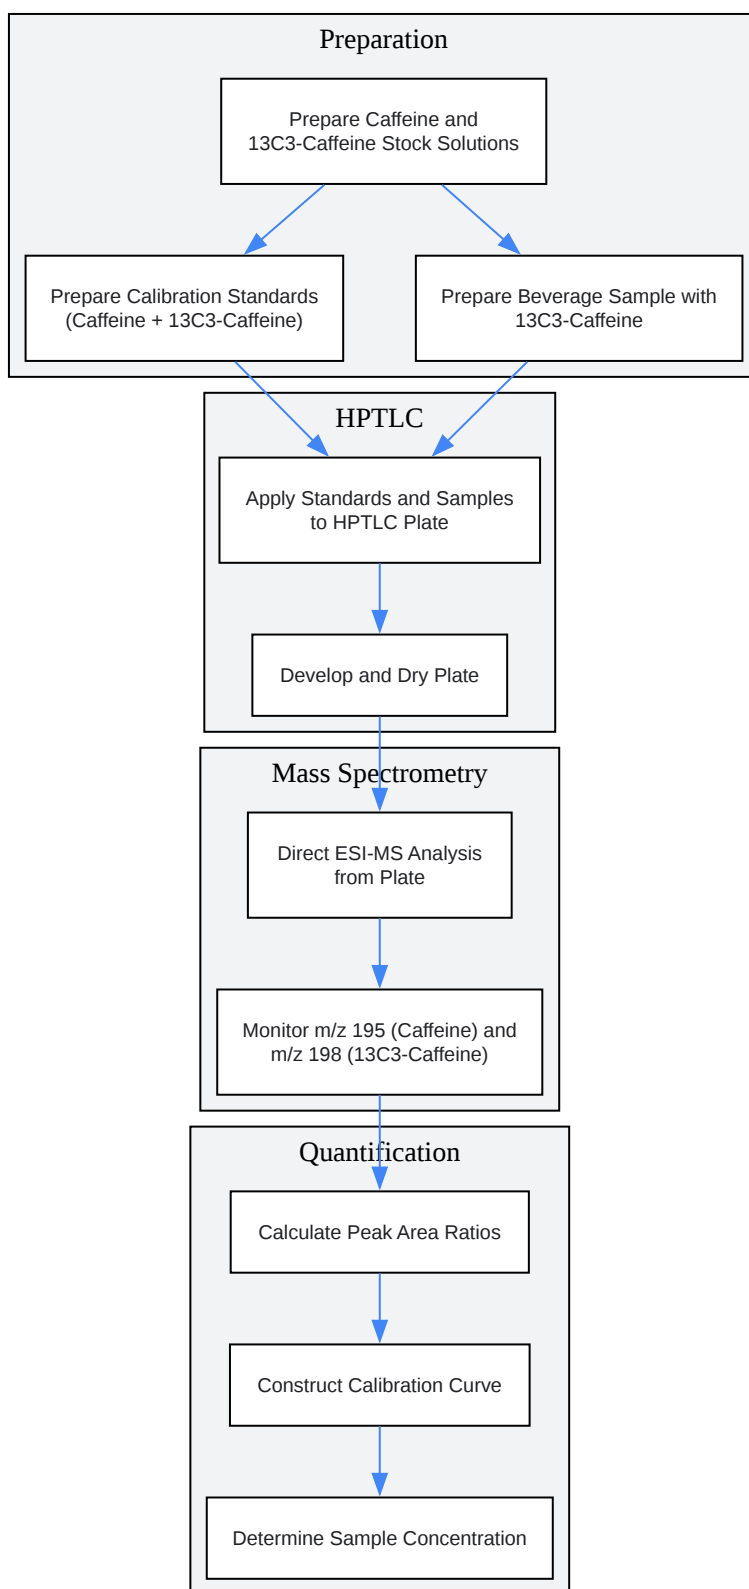 Preparation
Prepare Caffeine and
13C3-Caffeine Stock Solutions
Prepare Calibration Standards
(Caffeine + 13C3-Caffeine)
Prepare Beverage Sample with
13C3-Caffeine
HPTLC
Apply Standards and Samples
to HPTLC Plate
Develop and Dry Plate
Mass Spectrometry
Direct ESI-MS Analysis
from Plate
Monitor m/z 195 (Caffeine) and
m/z 198 (13C3-Caffeine)
Quantification
Calculate Peak Area Ratios
Construct Calibration Curve
Determine Sample Concentration